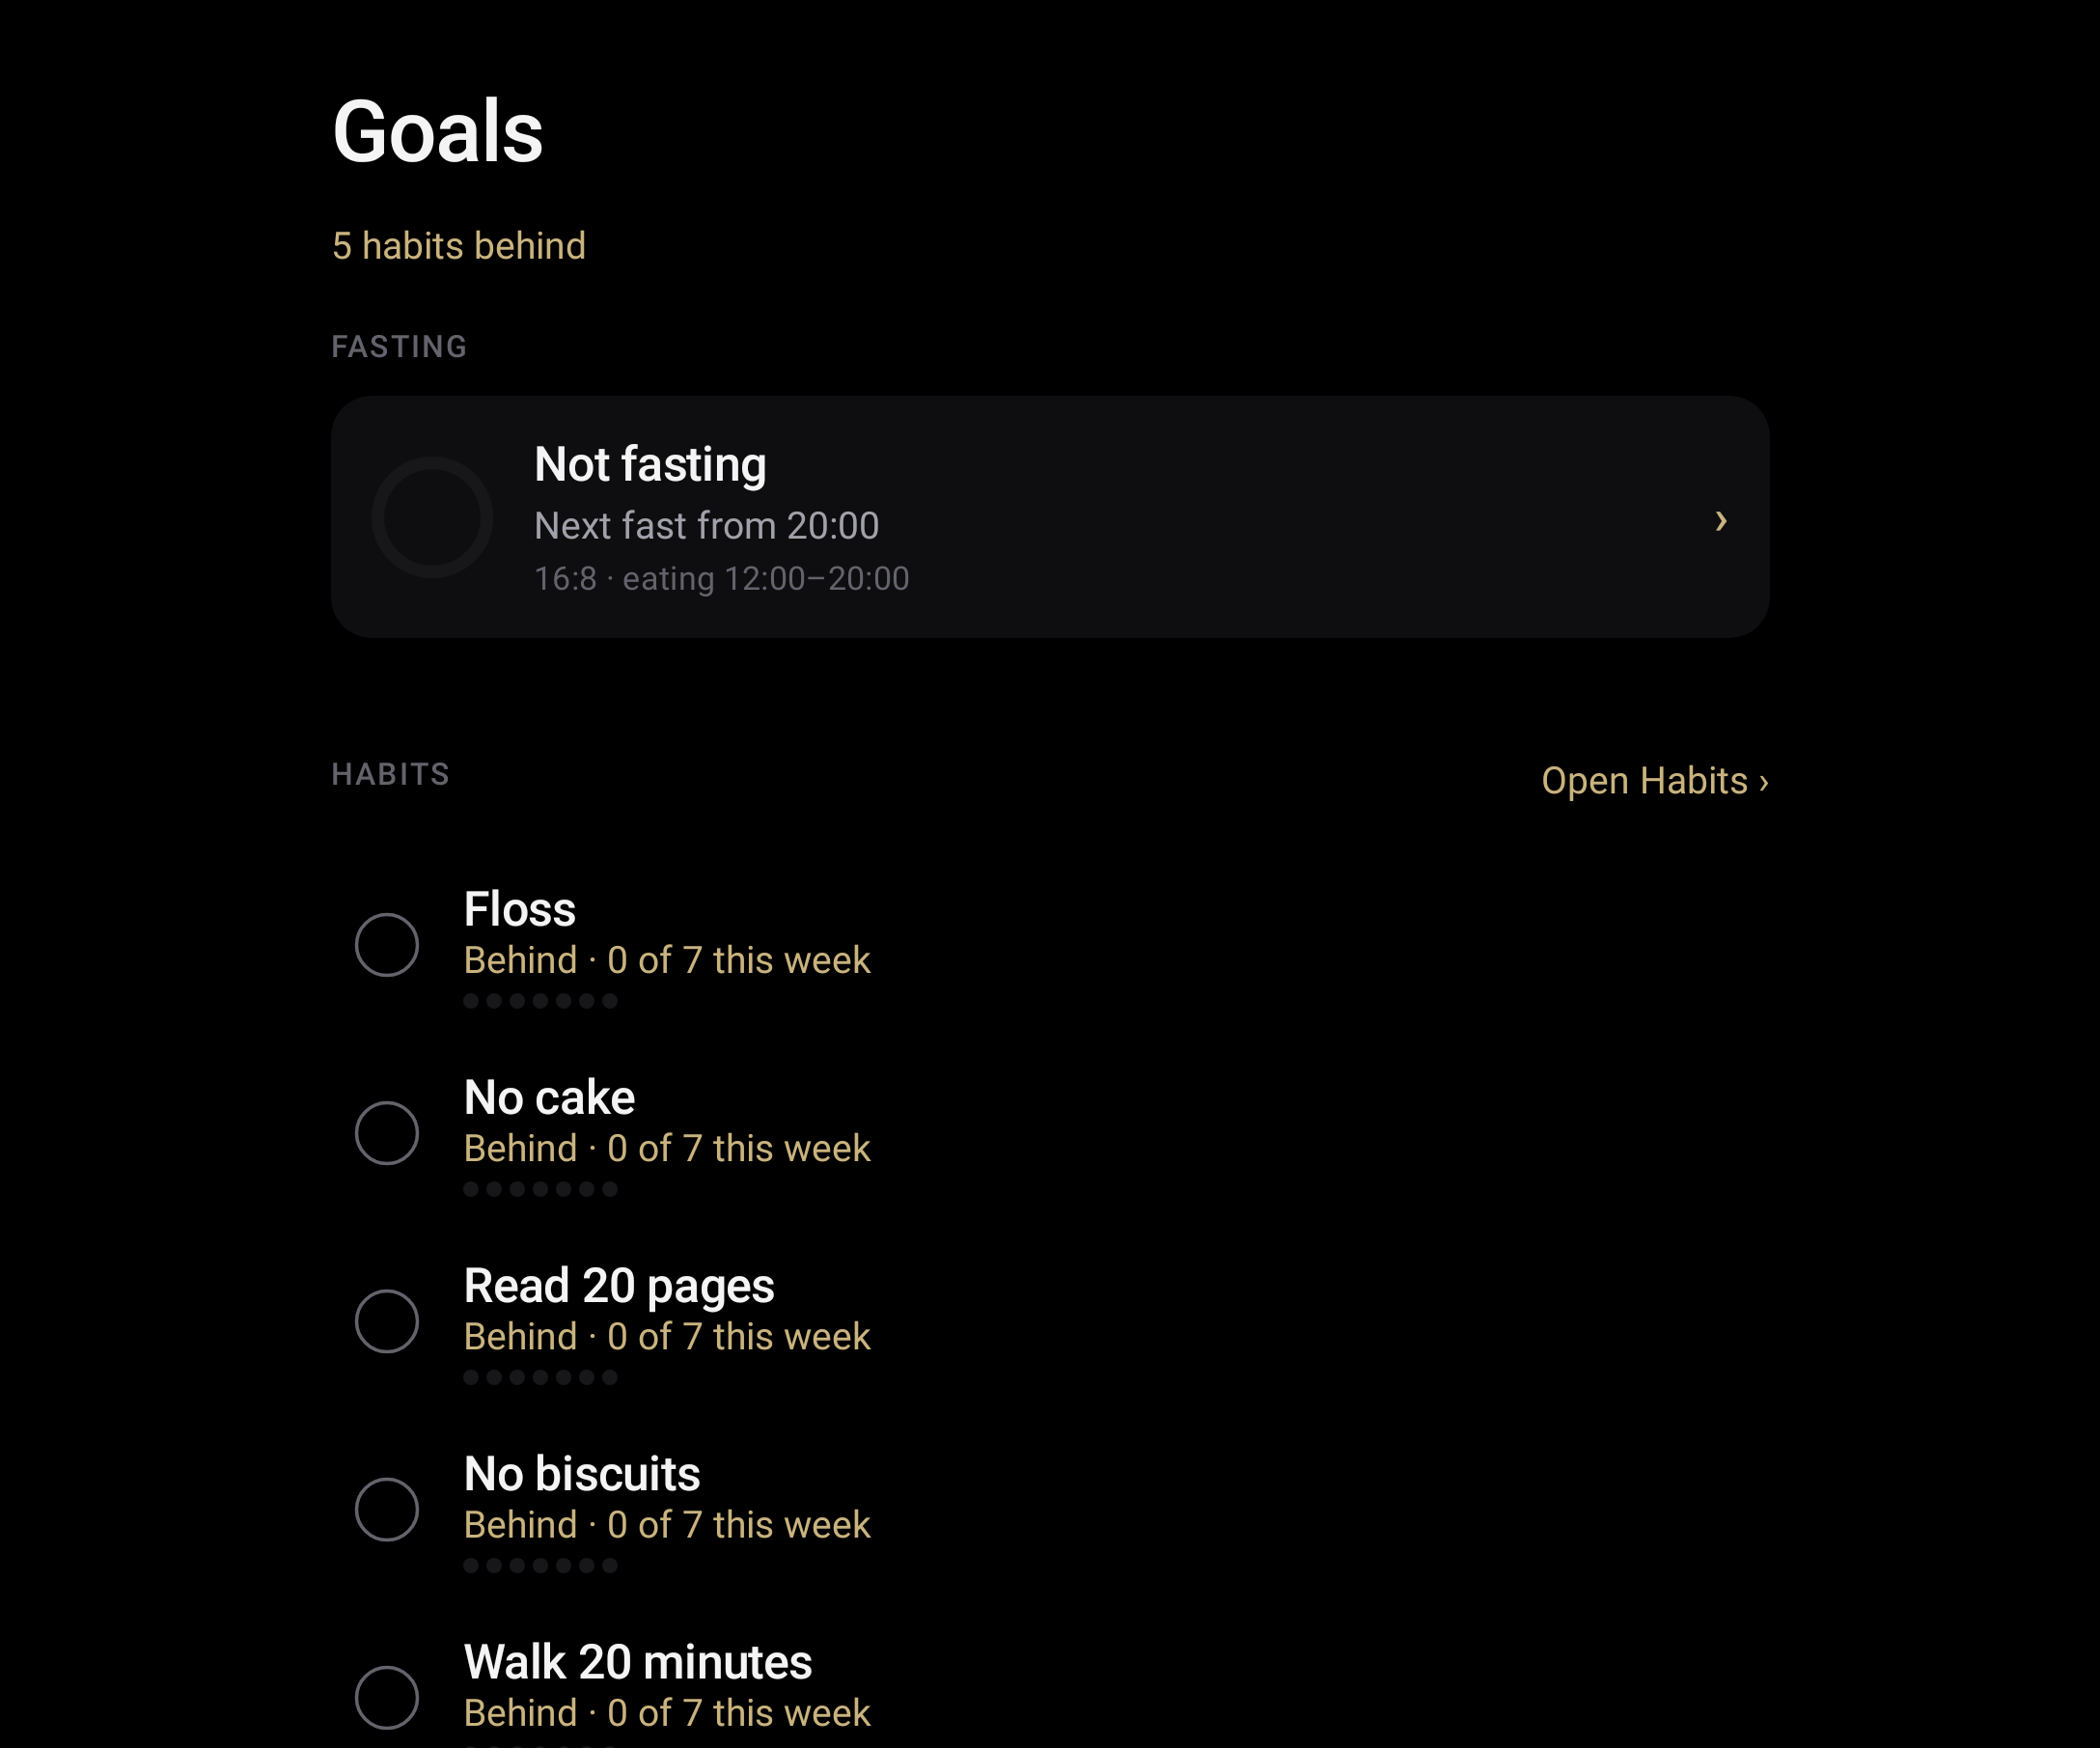 Goals
5 habits behind
FASTING
Not fasting
Next fast from 20:00
16:8 · eating 12:00–20:00
›
HABITS
Open Habits ›
Floss
Behind · 0 of 7 this week
No cake
Behind · 0 of 7 this week
Read 20 pages
Behind · 0 of 7 this week
No biscuits
Behind · 0 of 7 this week
Walk 20 minutes
Behind · 0 of 7 this week